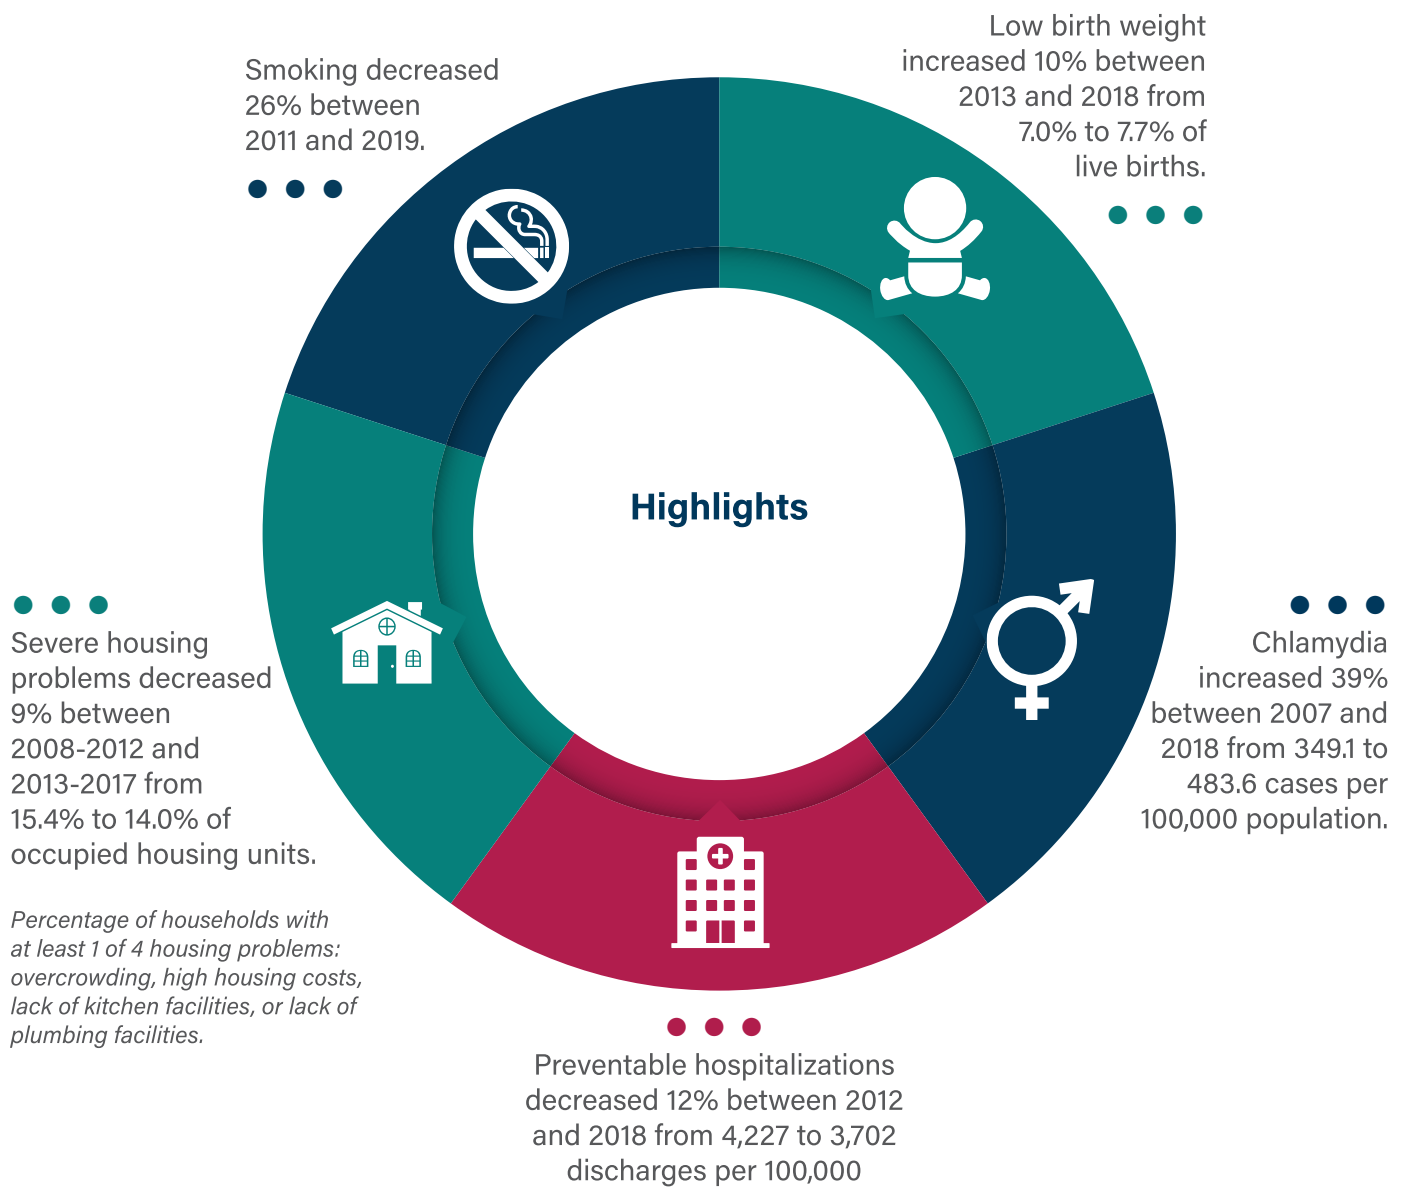 Smoking decreased
26% between
2011 and 2019.
Low birth weight
increased 10% between
2013 and 2018 from
7.0% to 7.7% of
live births.
Highlights
Severe housing
problems decreased
9% between
2008-2012 and
2013-2017 from
15.4% to 14.0% of
occupied housing units.
Percentage of households with
at least 1 of 4 housing problems:
overcrowding, high housing costs,
lack of kitchen facilities, or lack of
plumbing facilities.
Chlamydia
increased 39%
between 2007 and
2018 from 349.1 to
483.6 cases per
100,000 population.
Preventable hospitalizations
decreased 12% between 2012
and 2018 from 4,227 to 3,702
discharges per 100,000